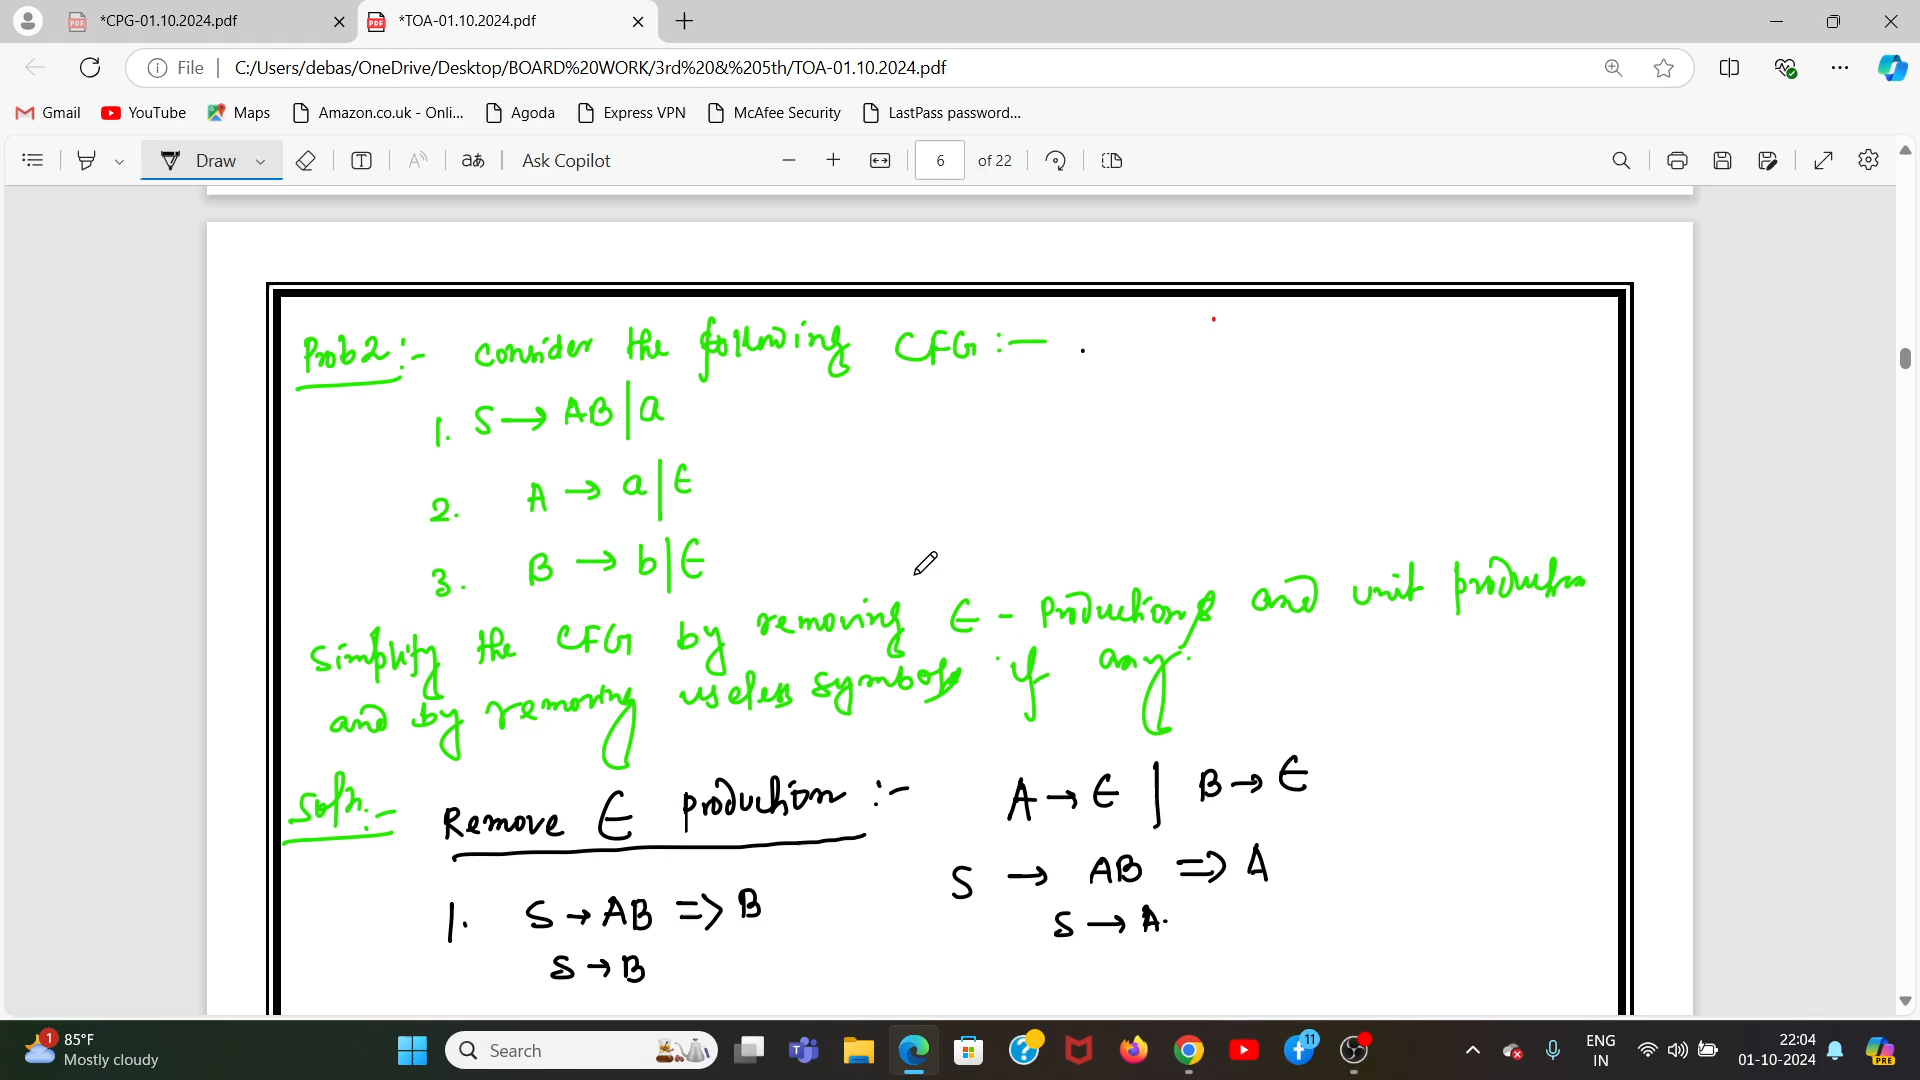 *CPG-01.10.2024.pdf
*TOA-01.10.2024.pdf
File C:/Users/debas/OneDrive/Desktop/BOARD%20WORK/3rd%20&%205th/TOA-01.10.2024.pdf
Gmail YouTube Maps Amazon.co.uk - Onli... Agoda Express VPN McAfee Security LastPass password...
Draw Ask Copilot 6 of 22
Prob2:- consider the following CFG :— .
1. S → AB|a
2. A → a|ϵ
3. B → b|ϵ
simplify the CFG by removing ϵ - productions and unit production
and by removing useless symbols if any.
Soln.:- Remove ϵ production :- A → ϵ | B → ϵ
1. S → AB => B S → AB => A
S → B S → A.
1 85°F
Mostly cloudy
Search
11
ENG
IN
22:04
01-10-2024
PRE